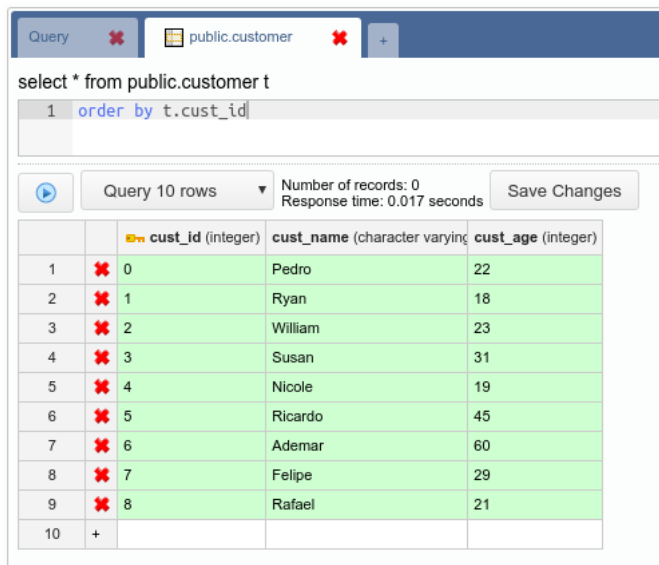 Query public.customer +
select * from public.customer t
1 order by t.cust_id
Query 10 rows Number of records: 0 Save Changes
Response time: 0.017 seconds
cust_id (integer) cust_name (character varying cust_age (integer)
1 0 Pedro 22
2 1 Ryan 18
3 2 William 23
4 3 Susan 31
5 4 Nicole 19
6 5 Ricardo 45
7 6 Ademar 60
8 7 Felipe 29
9 8 Rafael 21
10 +